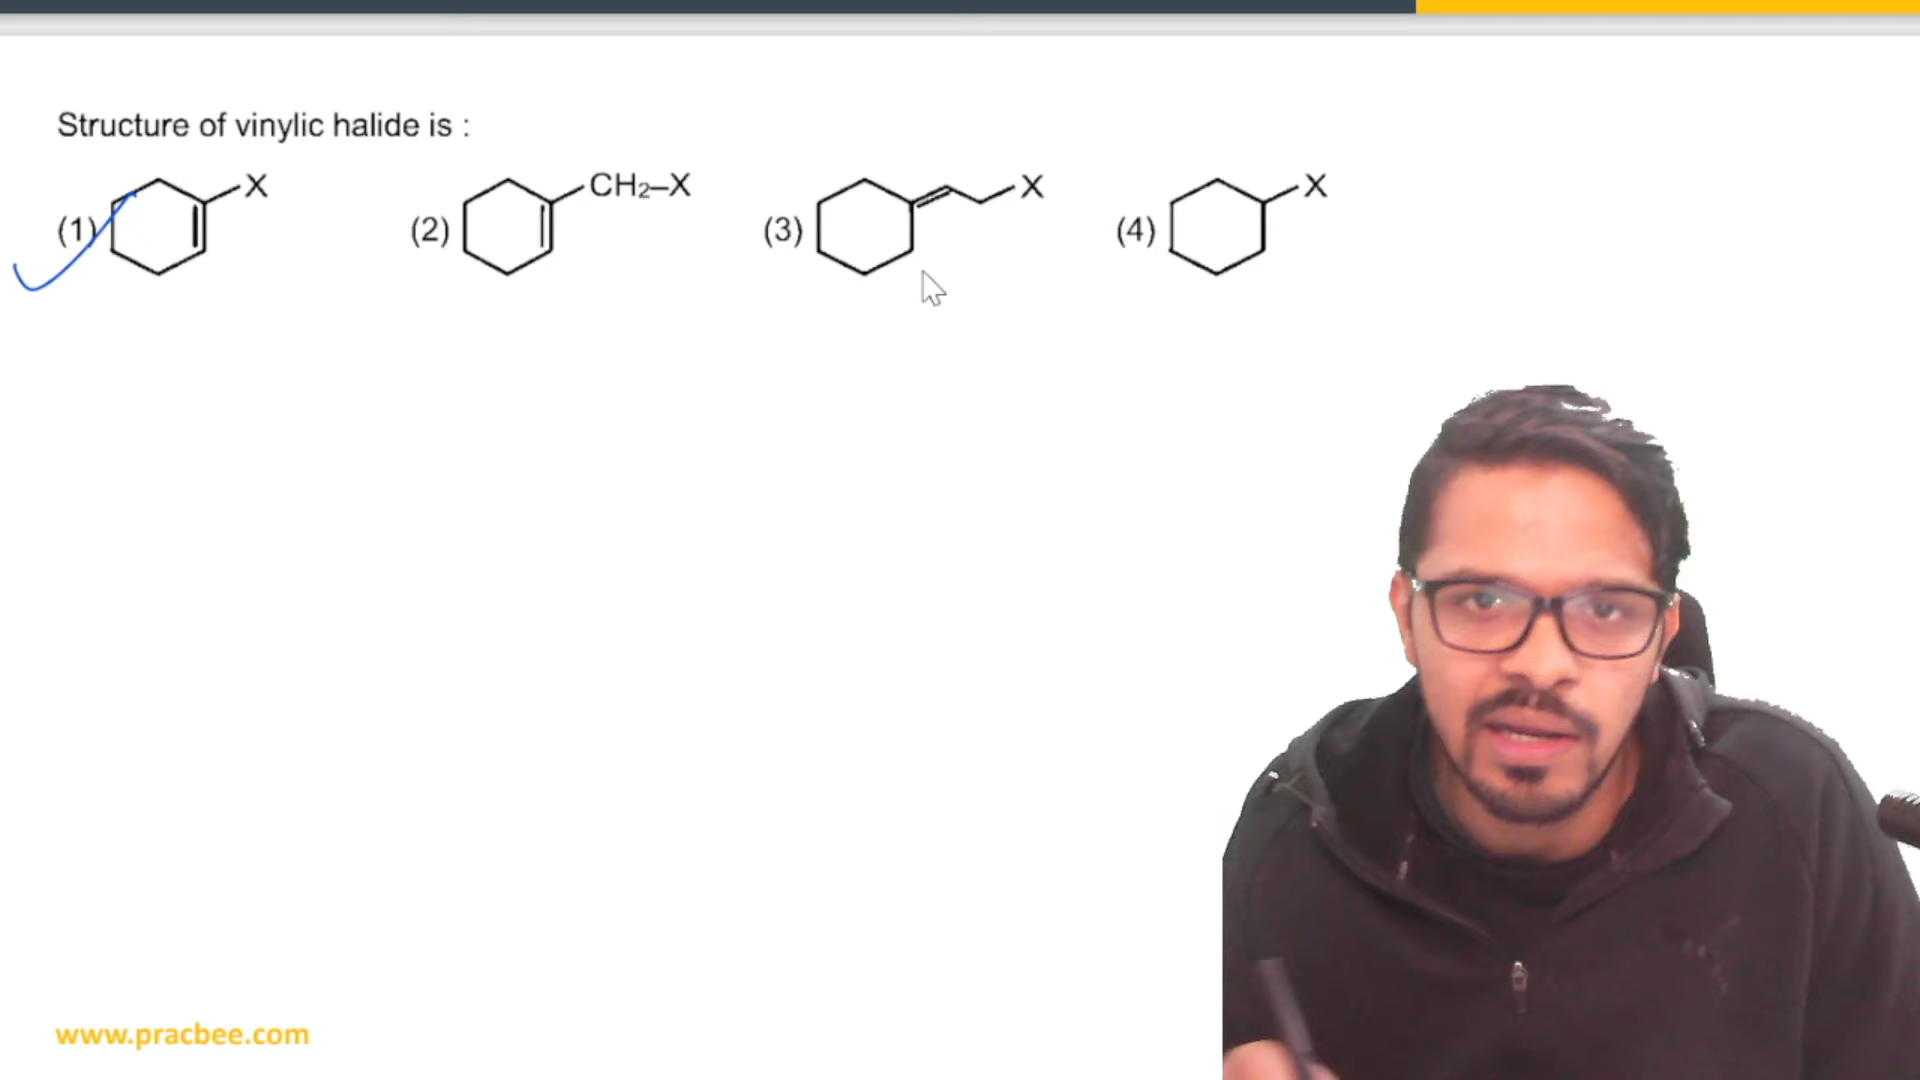 Structure of vinylic halide is :
(1) X
(2) CH₂–X
(3) X
(4) X
www.pracbee.com